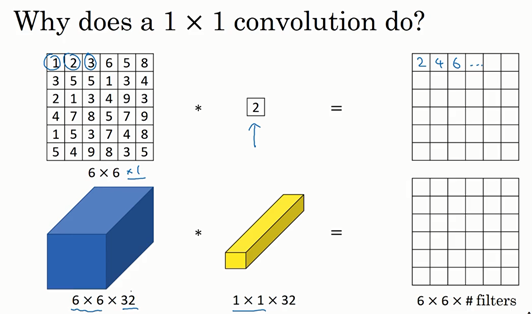 Why does a 1 × 1 convolution do?
1 2 3 6 5 8
3 5 5 1 3 4
2 1 3 4 9 3
4 7 8 5 7 9
1 5 3 7 4 8
5 4 9 8 3 5
6 × 6 ×1
*
2
=
2 4 6 ...
*
=
6 × 6 × 32
1 × 1 × 32
6 × 6 × # filters